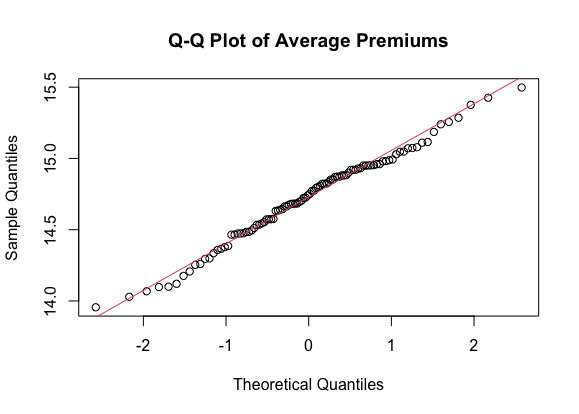 Q-Q Plot of Average Premiums
15.5
15.0
14.5
14.0
Sample Quantiles
-2 -1 0 1 2
Theoretical Quantiles